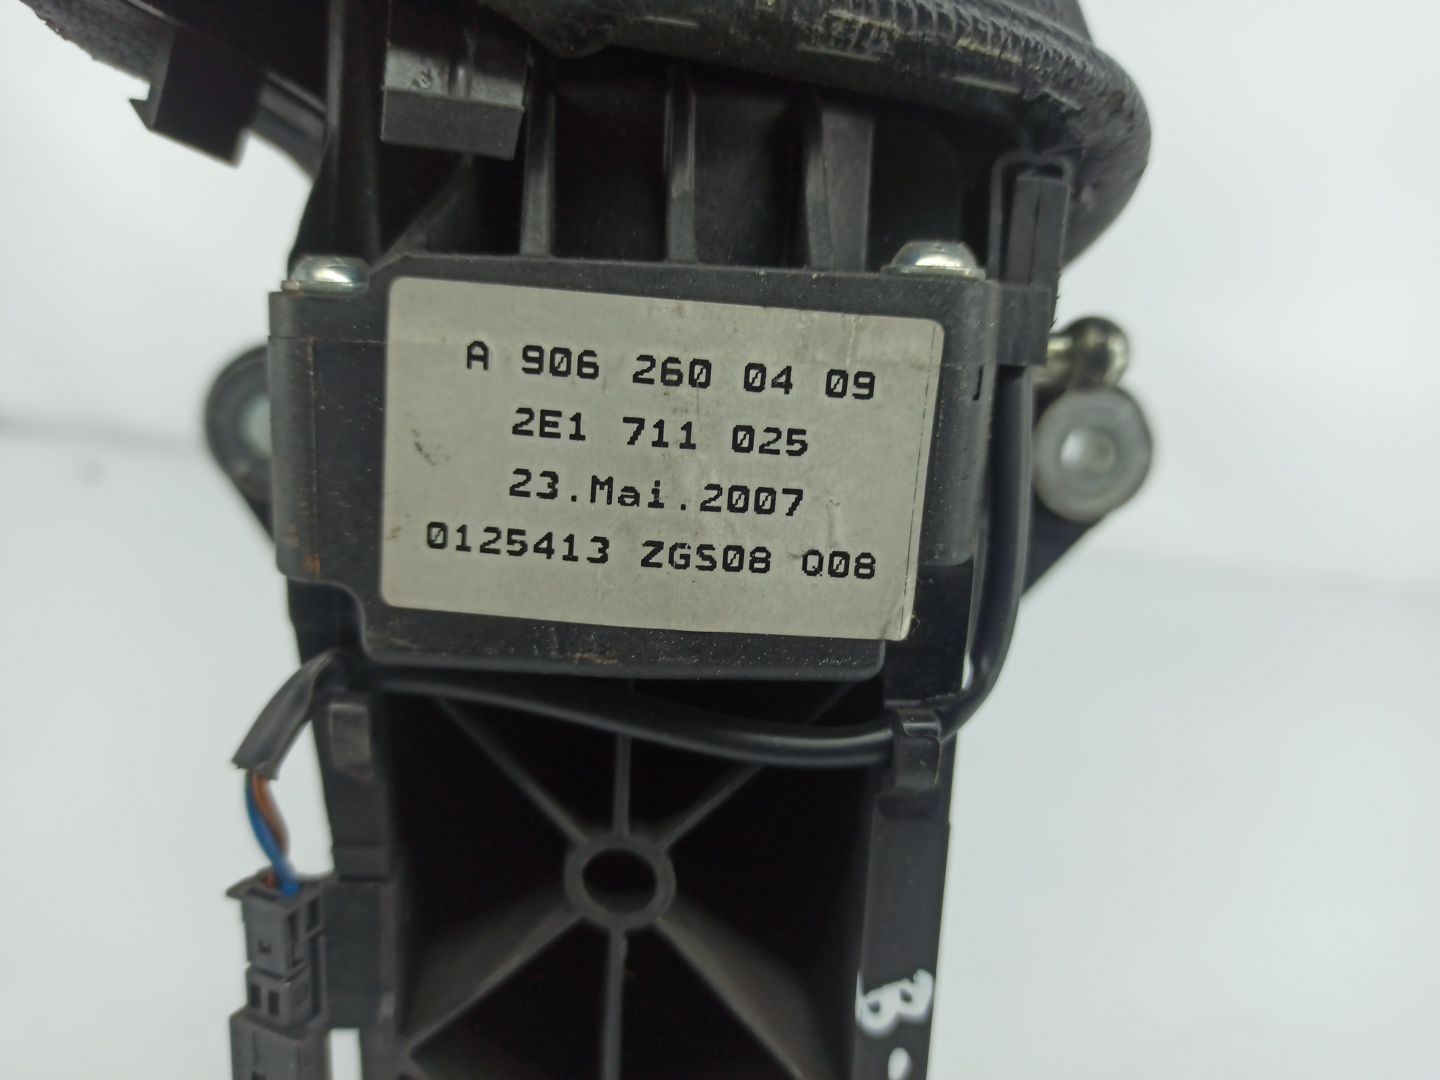 A 906 260 04 09
2E1 711 025
23.Mai.2007
0125413 ZGS08 Q08
B.